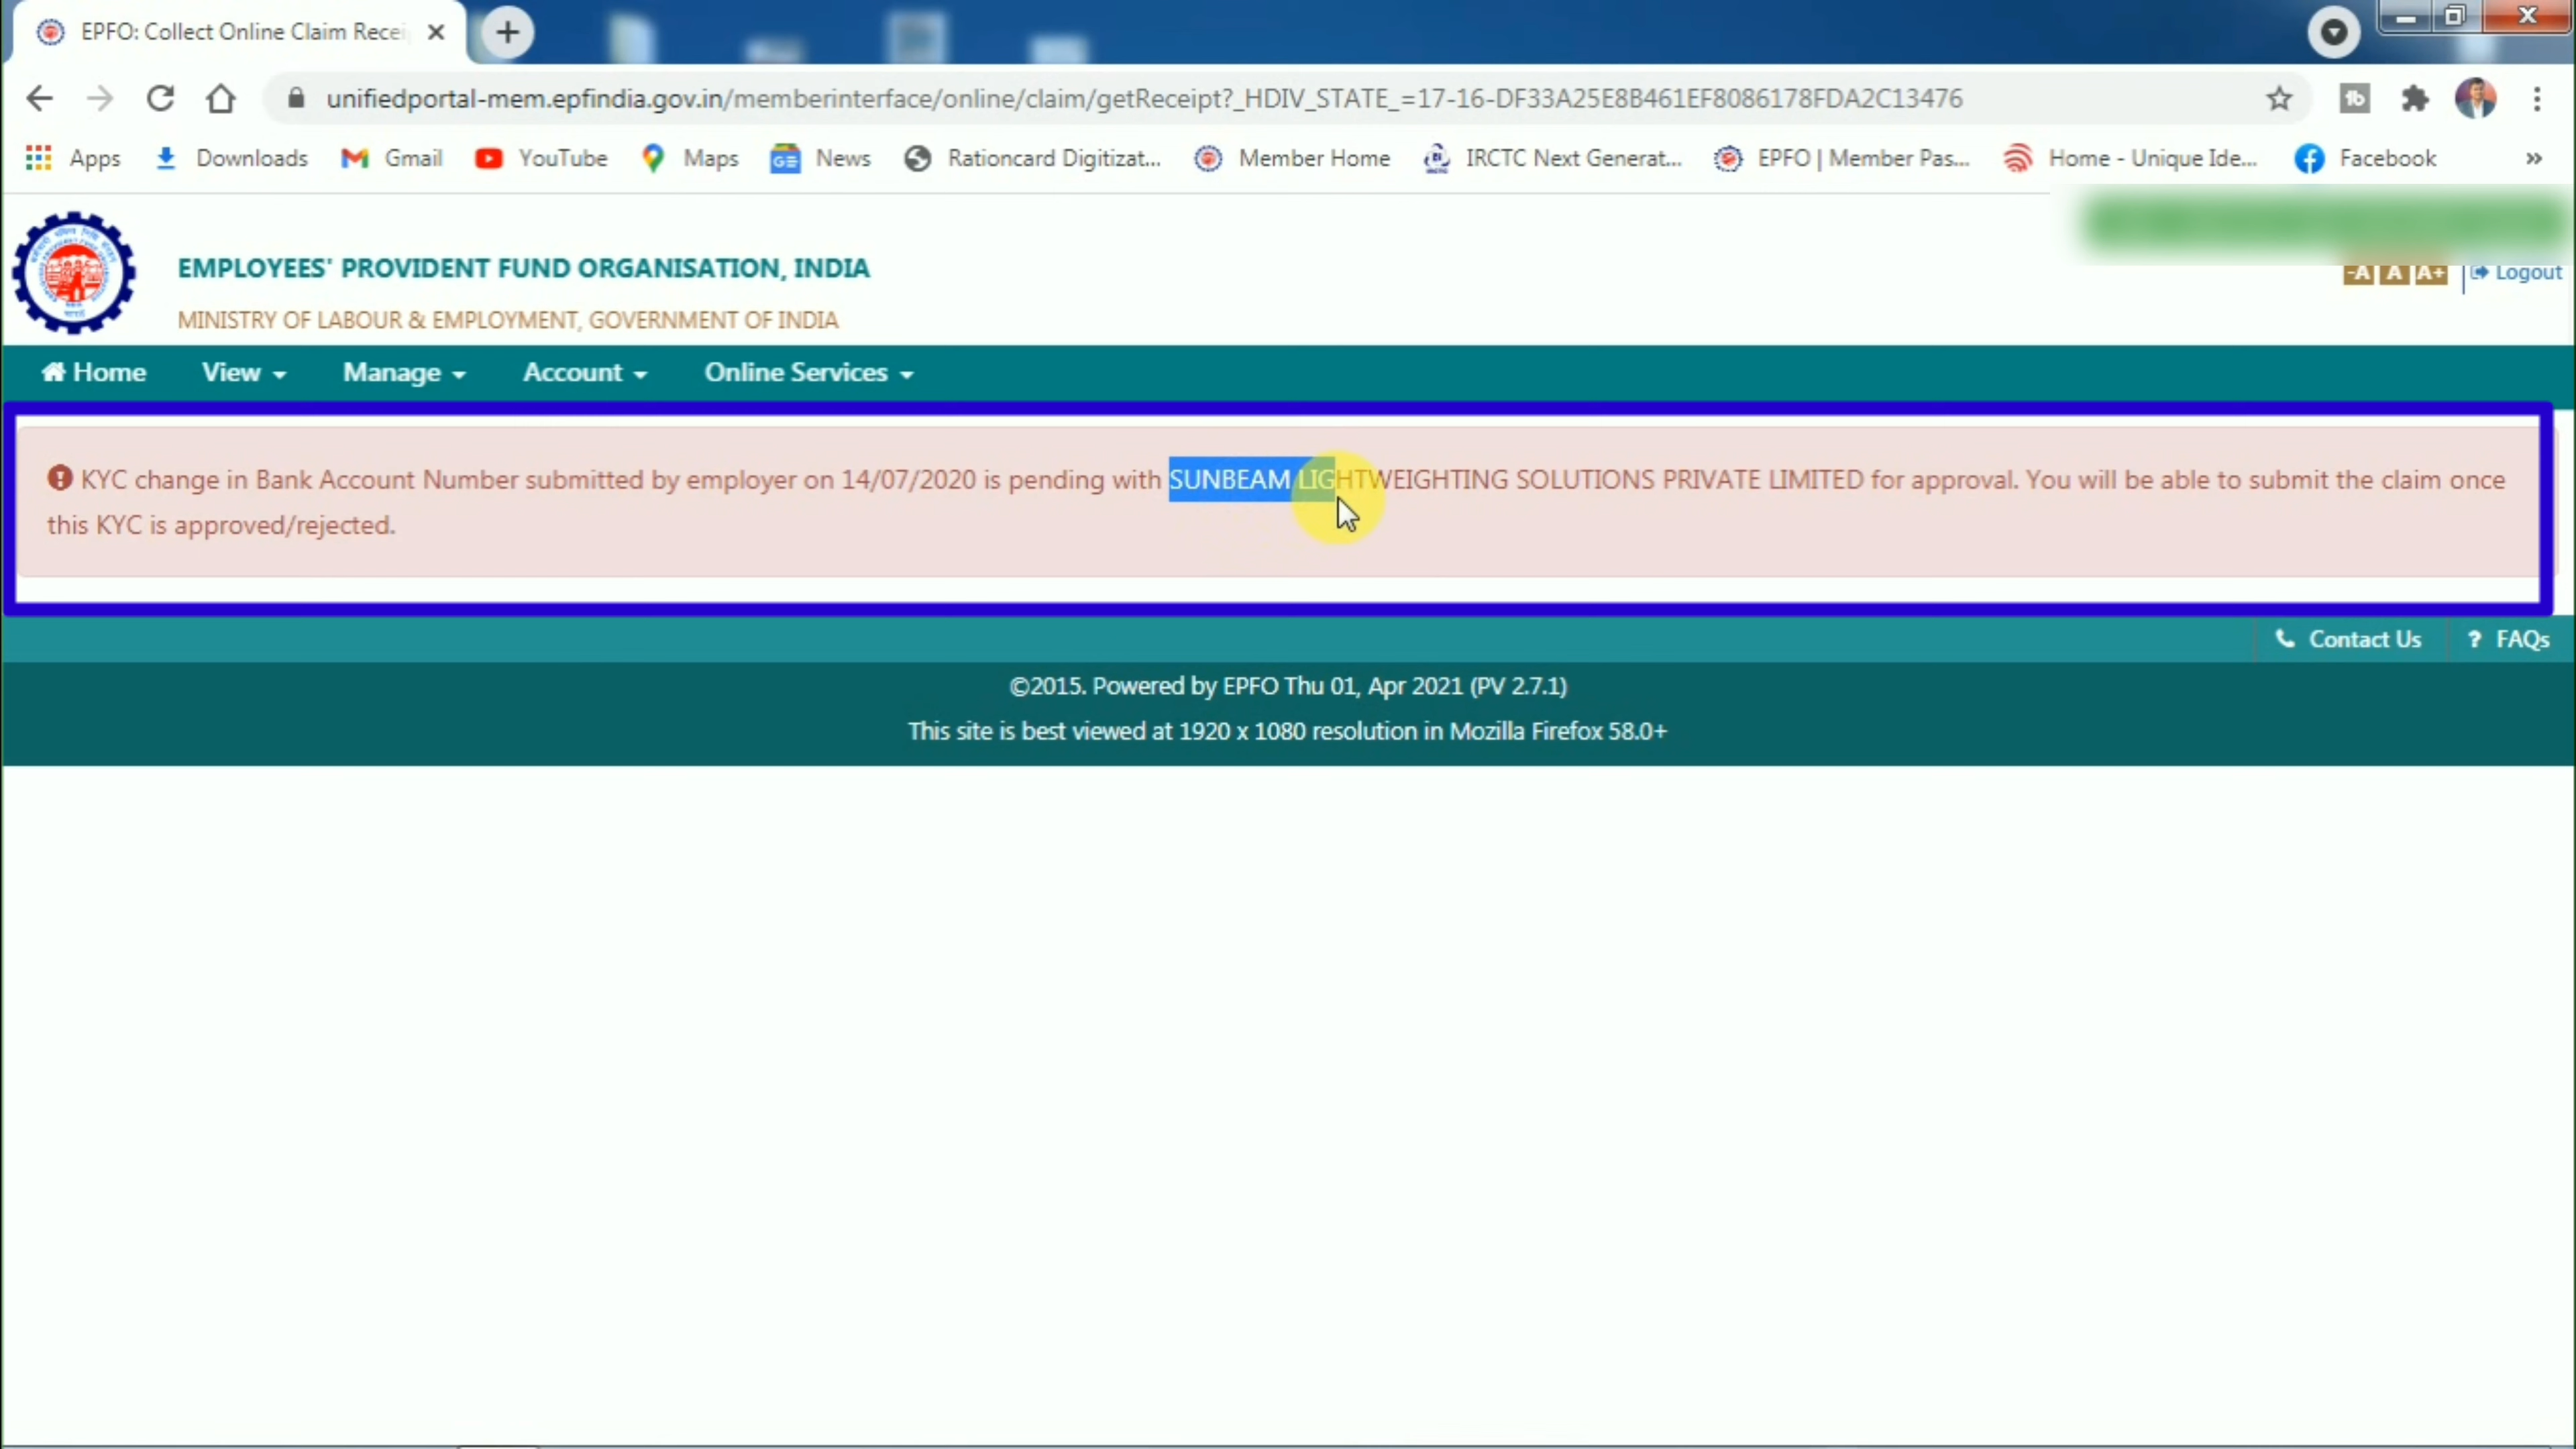 EPFO: Collect Online Claim Recei
unifiedportal-mem.epfindia.gov.in/memberinterface/online/claim/getReceipt?_HDIV_STATE_=17-16-DF33A25E8B461EF8086178FDA2C13476
Apps Downloads Gmail YouTube Maps News Rationcard Digitizat... Member Home IRCTC Next Generat... EPFO | Member Pas... Home - Unique Ide... Facebook »
EMPLOYEES' PROVIDENT FUND ORGANISATION, INDIA
-A A A+ Logout
MINISTRY OF LABOUR & EMPLOYMENT, GOVERNMENT OF INDIA
Home View Manage Account Online Services
KYC change in Bank Account Number submitted by employer on 14/07/2020 is pending with SUNBEAM LIGHTWEIGHTING SOLUTIONS PRIVATE LIMITED for approval. You will be able to submit the claim once
this KYC is approved/rejected.
Contact Us ? FAQs
©2015. Powered by EPFO Thu 01, Apr 2021 (PV 2.7.1)
This site is best viewed at 1920 x 1080 resolution in Mozilla Firefox 58.0+